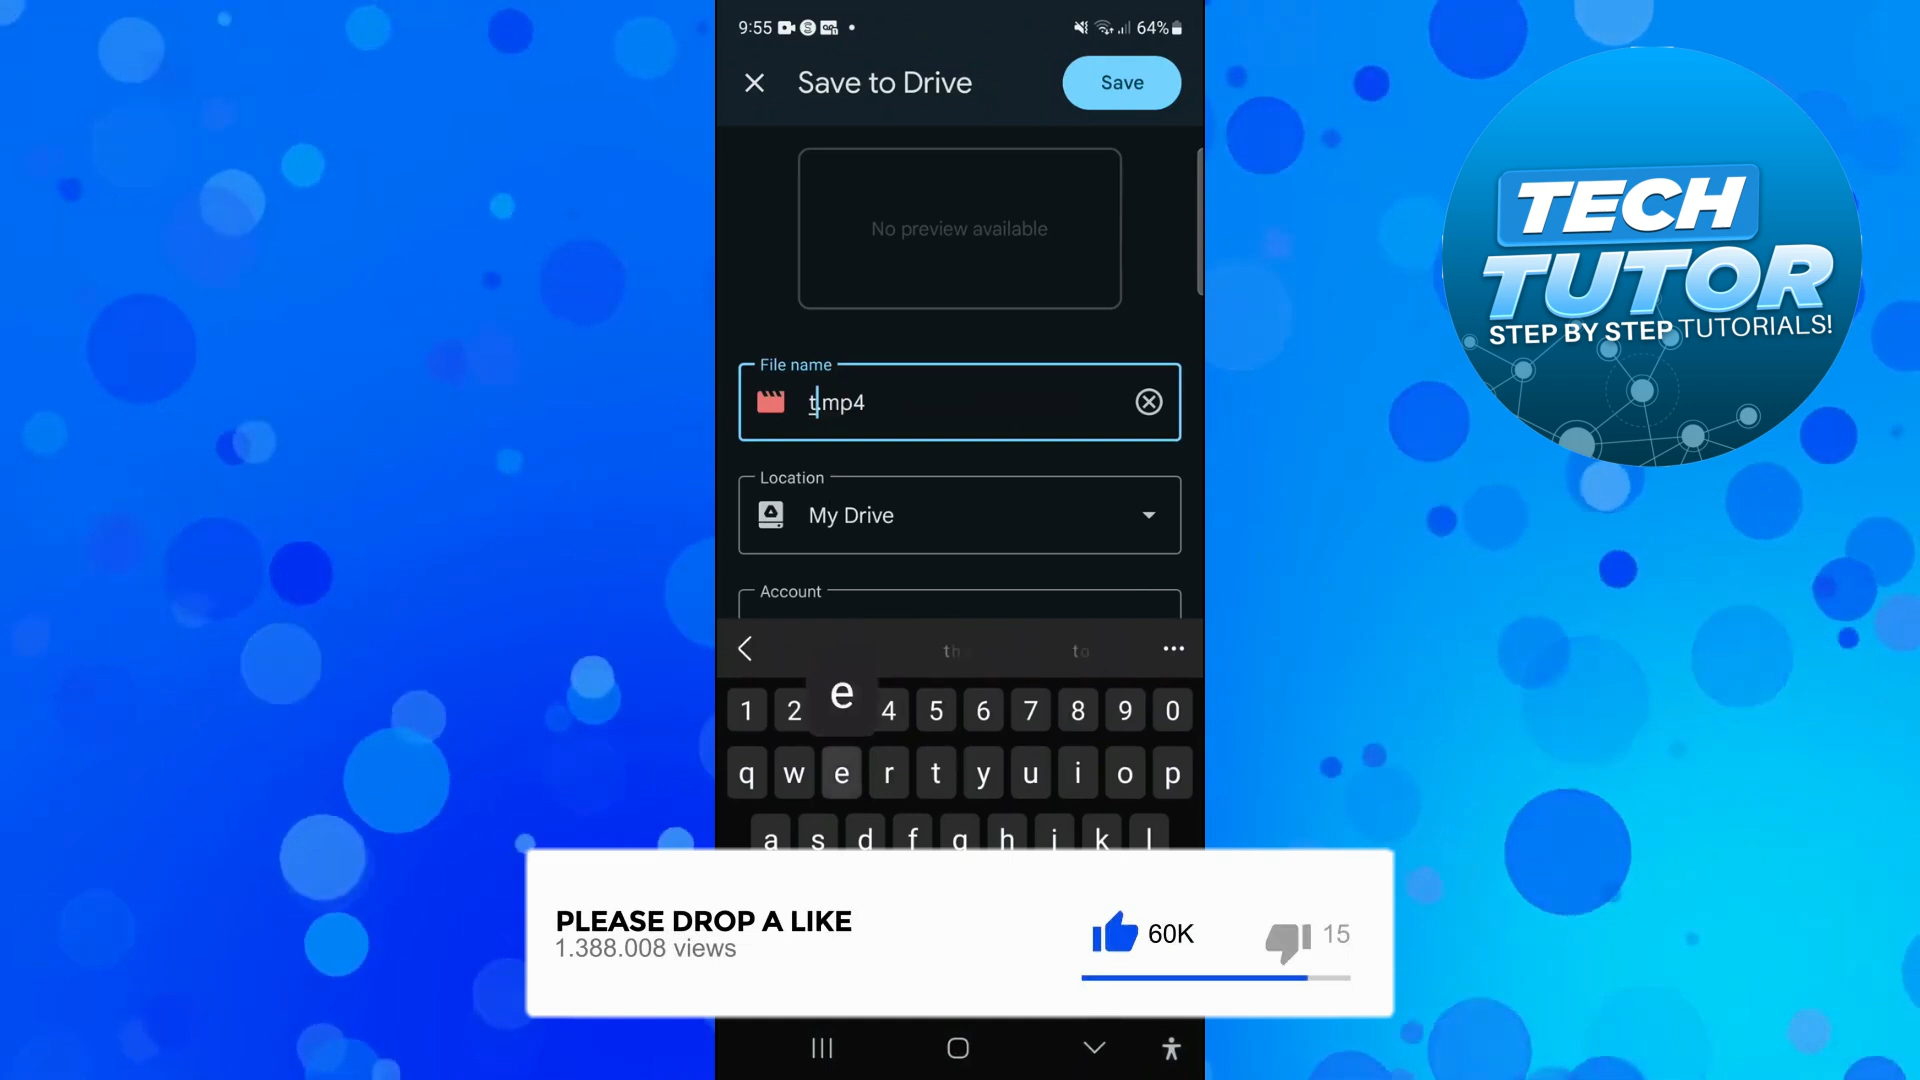 9:55
64%
Save to Drive
Save
No preview available
File name
t.mp4
Location
My Drive
Account
th
to
e
1 2 4 5 6 7 8 9 0
q w e r t y u i o p
a s d f g h j k l
PLEASE DROP A LIKE
1.388.008 views
60K
15
TECH
TUTOR
STEP BY STEP TUTORIALS!